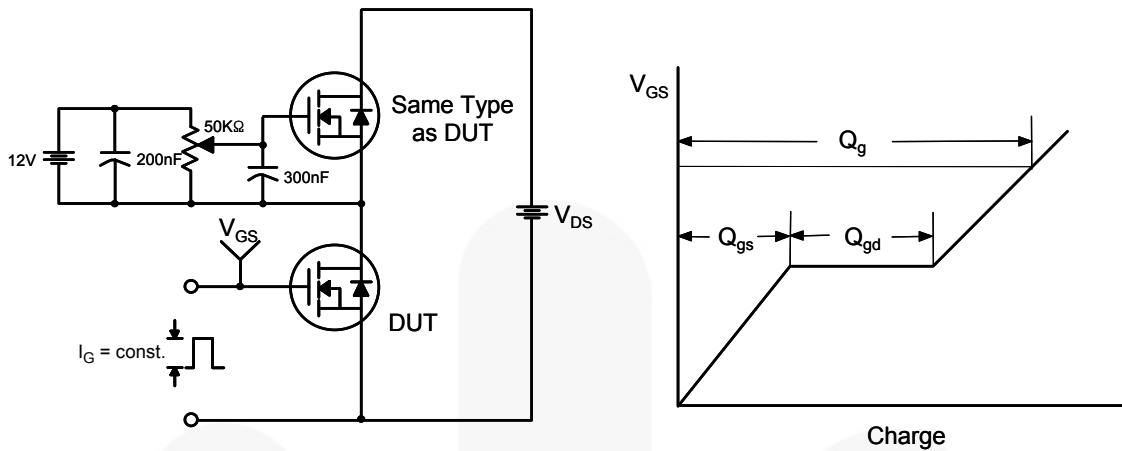 12V
200nF
50KΩ
300nF
Same Type
as DUT
V_DS
V_GS
DUT
I_G = const.
V_GS
Q_g
Q_gs
Q_gd
Charge